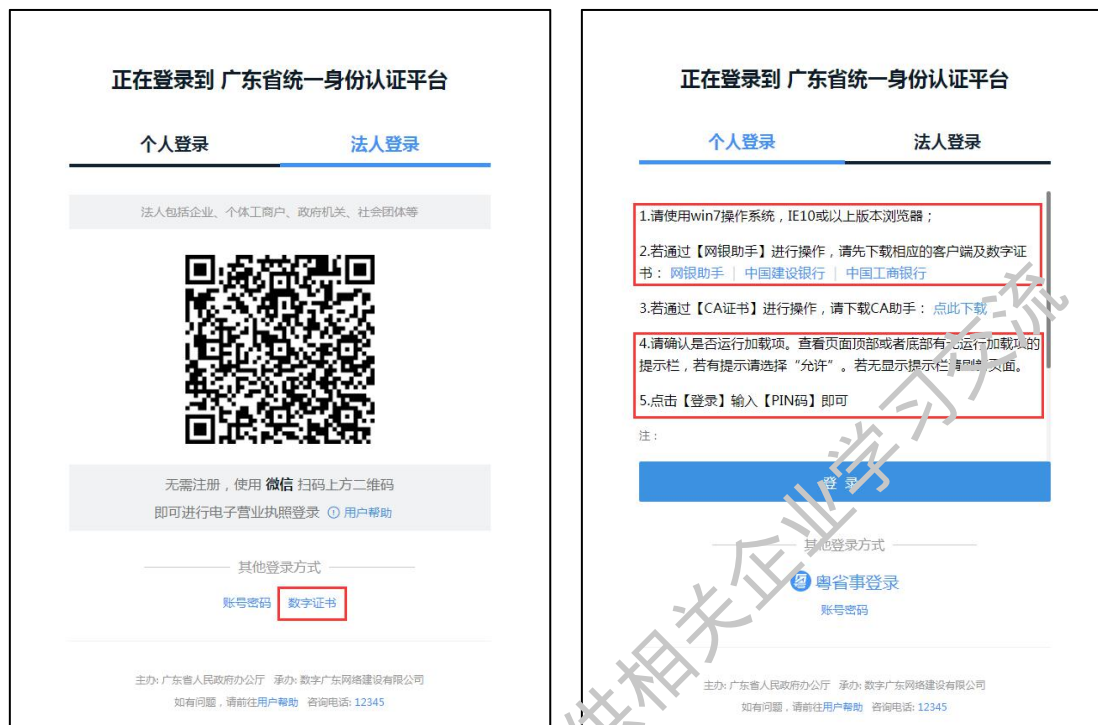 正在登录到 广东省统一身份认证平台
个人登录 法人登录
法人包括企业、个体工商户、政府机关、社会团体等
无需注册，使用 微信 扫码上方二维码
即可进行电子营业执照登录 用户帮助
其他登录方式
账号密码 数字证书
主办: 广东省人民政府办公厅 承办: 数字广东网络建设有限公司
如有问题，请前往用户帮助 咨询电话: 12345
正在登录到 广东省统一身份认证平台
个人登录 法人登录
1.请使用win7操作系统，IE10或以上版本浏览器；
2.若通过【网银助手】进行操作，请先下载相应的客户端及数字证
书： 网银助手 | 中国建设银行 | 中国工商银行
3.若通过【CA证书】进行操作，请下载CA助手： 点此下载
4.请确认是否运行加载项。查看页面顶部或者底部有无运行加载项的
提示栏，若有提示请选择“允许”。若无显示提示栏请刷新页面。
5.点击【登录】输入【PIN码】即可
注：
登 录
其他登录方式
粤省事登录
账号密码
主办: 广东省人民政府办公厅 承办: 数字广东网络建设有限公司
如有问题，请前往用户帮助 咨询电话: 12345
供相关企业学习交流